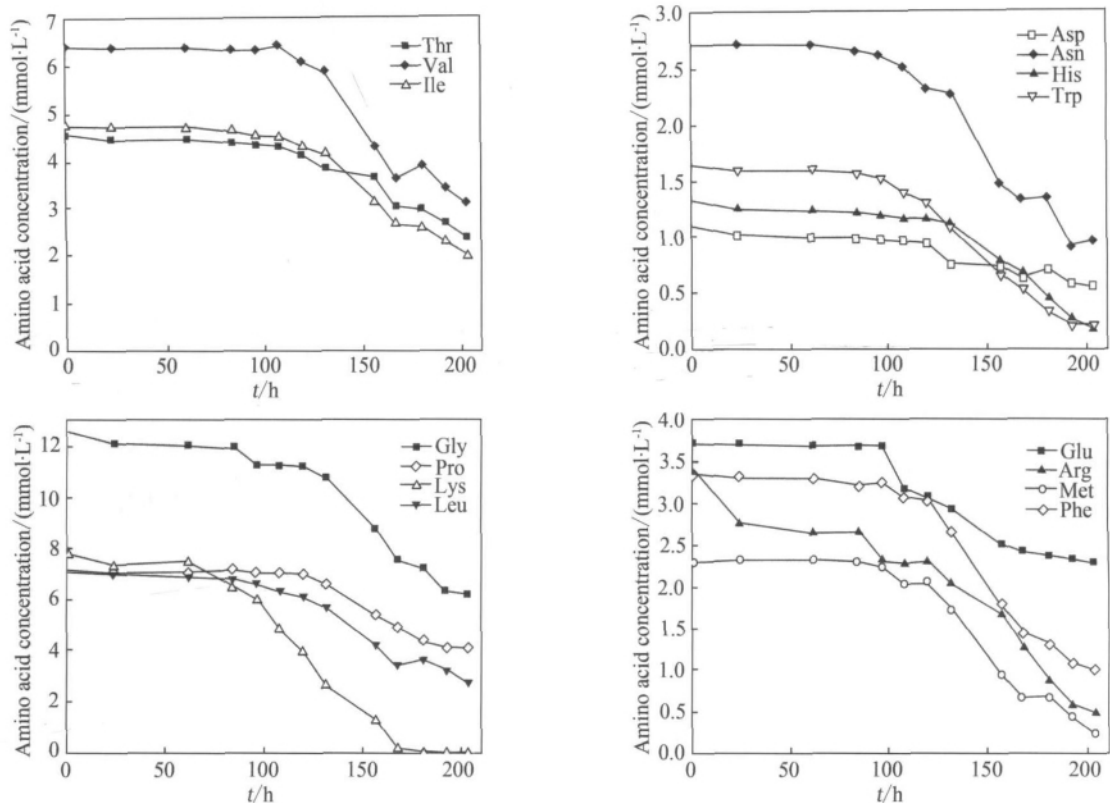 Amino acid concentration/(mmol·L⁻¹)
7
6
5
4
3
2
1
0
Thr
Val
Ile
0 50 100 150 200
t/h
Amino acid concentration/(mmol·L⁻¹)
3.0
2.5
2.0
1.5
1.0
0.5
0.0
Asp
Asn
His
Trp
0 50 100 150 200
t/h
Amino acid concentration/(mmol·L⁻¹)
12
10
8
6
4
2
0
Gly
Pro
Lys
Leu
0 50 100 150 200
t/h
Amino acid concentration/(mmol·L⁻¹)
4.0
3.5
3.0
2.5
2.0
1.5
1.0
0.5
0.0
Glu
Arg
Met
Phe
0 50 100 150 200
t/h